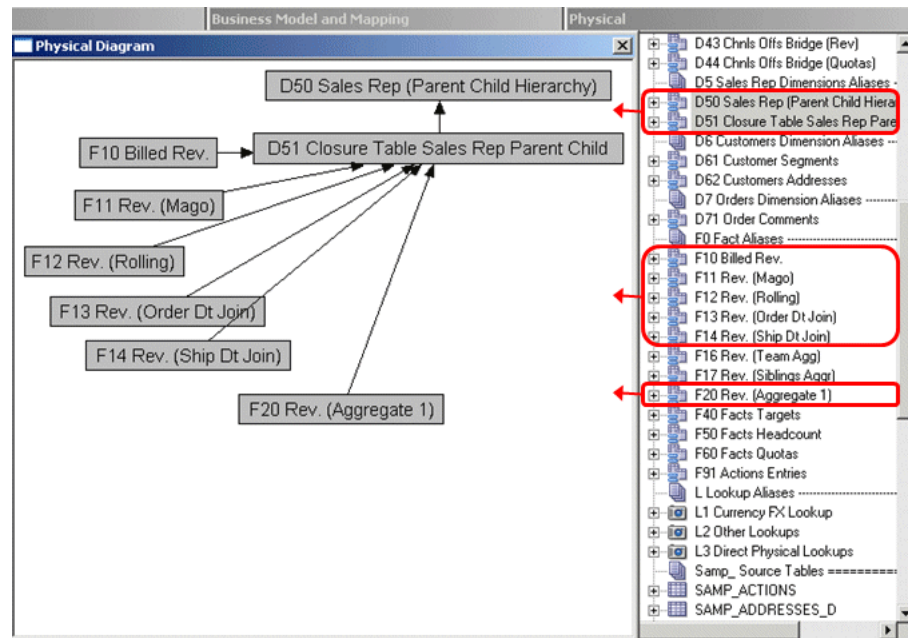 Business Model and Mapping
Physical
Physical Diagram
D50 Sales Rep (Parent Child Hierarchy)
D51 Closure Table Sales Rep Parent Child
F10 Billed Rev.
F11 Rev. (Mago)
F12 Rev. (Rolling)
F13 Rev. (Order Dt Join)
F14 Rev. (Ship Dt Join)
F20 Rev. (Aggregate 1)
D43 Chnls Offs Bridge (Rev)
D44 Chnls Offs Bridge (Quotas)
D5 Sales Rep Dimensions Aliases -
D50 Sales Rep (Parent Child Hiera
D51 Closure Table Sales Rep Pare
D6 Customers Dimension Aliases --
D61 Customer Segments
D62 Customers Addresses
D7 Orders Dimension Aliases -------
D71 Order Comments
F0 Fact Aliases --------------------
F10 Billed Rev.
F11 Rev. (Mago)
F12 Rev. (Rolling)
F13 Rev. (Order Dt Join)
F14 Rev. (Ship Dt Join)
F16 Rev. (Team Agg)
F17 Rev. (Siblings Aggr)
F20 Rev. (Aggregate 1)
F40 Facts Targets
F50 Facts Headcount
F60 Facts Quotas
F91 Actions Entries
L Lookup Aliases -------------------
L1 Currency FX Lookup
L2 Other Lookups
L3 Direct Physical Lookups
Samp_ Source Tables =========
SAMP_ACTIONS
SAMP_ADDRESSES_D